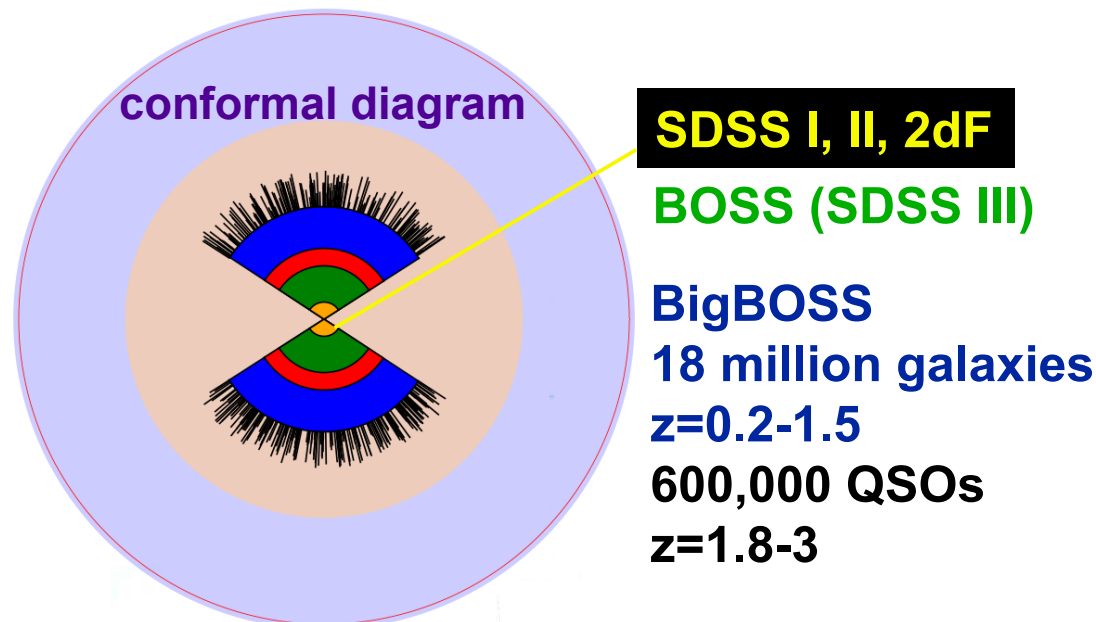 conformal diagram
SDSS I, II, 2dF
BOSS (SDSS III)
BigBOSS
18 million galaxies
z=0.2-1.5
600,000 QSOs
z=1.8-3